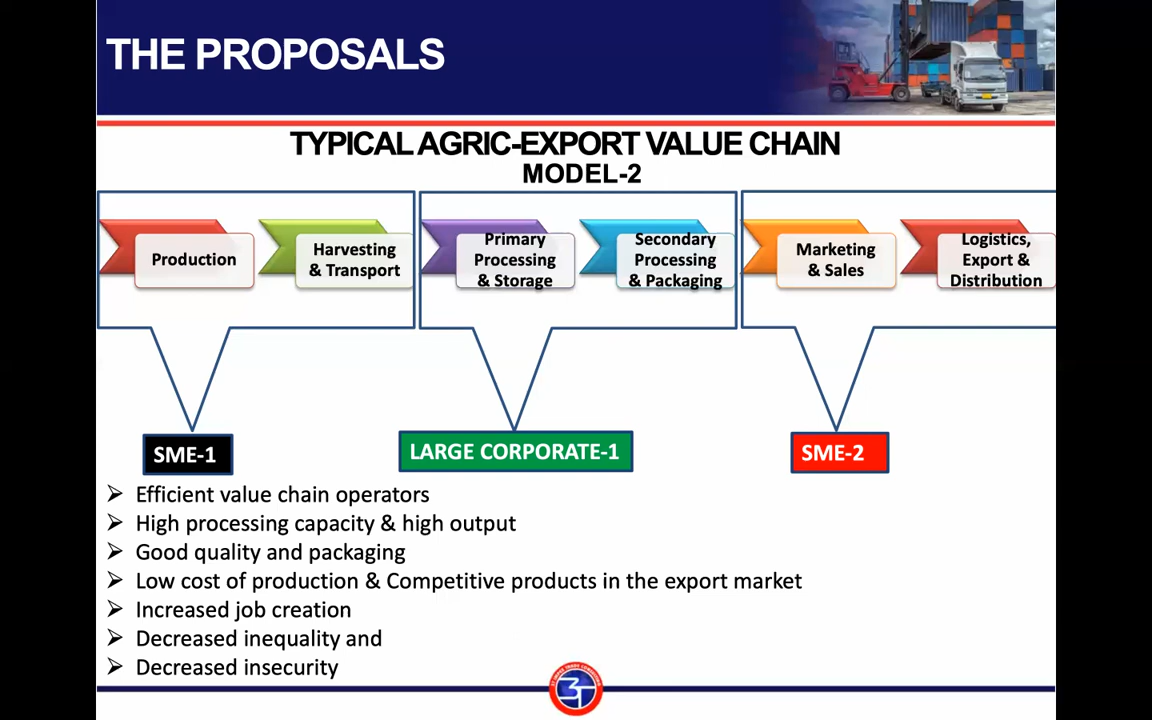 THE PROPOSALS
TYPICAL AGRIC-EXPORT VALUE CHAIN
MODEL-2
Production
Harvesting
& Transport
Primary
Processing
& Storage
Secondary
Processing
& Packaging
Marketing
& Sales
Logistics,
Export &
Distribution
SME-1
LARGE CORPORATE-1
SME-2
➢ Efficient value chain operators
➢ High processing capacity & high output
➢ Good quality and packaging
➢ Low cost of production & Competitive products in the export market
➢ Increased job creation
➢ Decreased inequality and
➢ Decreased insecurity
3T